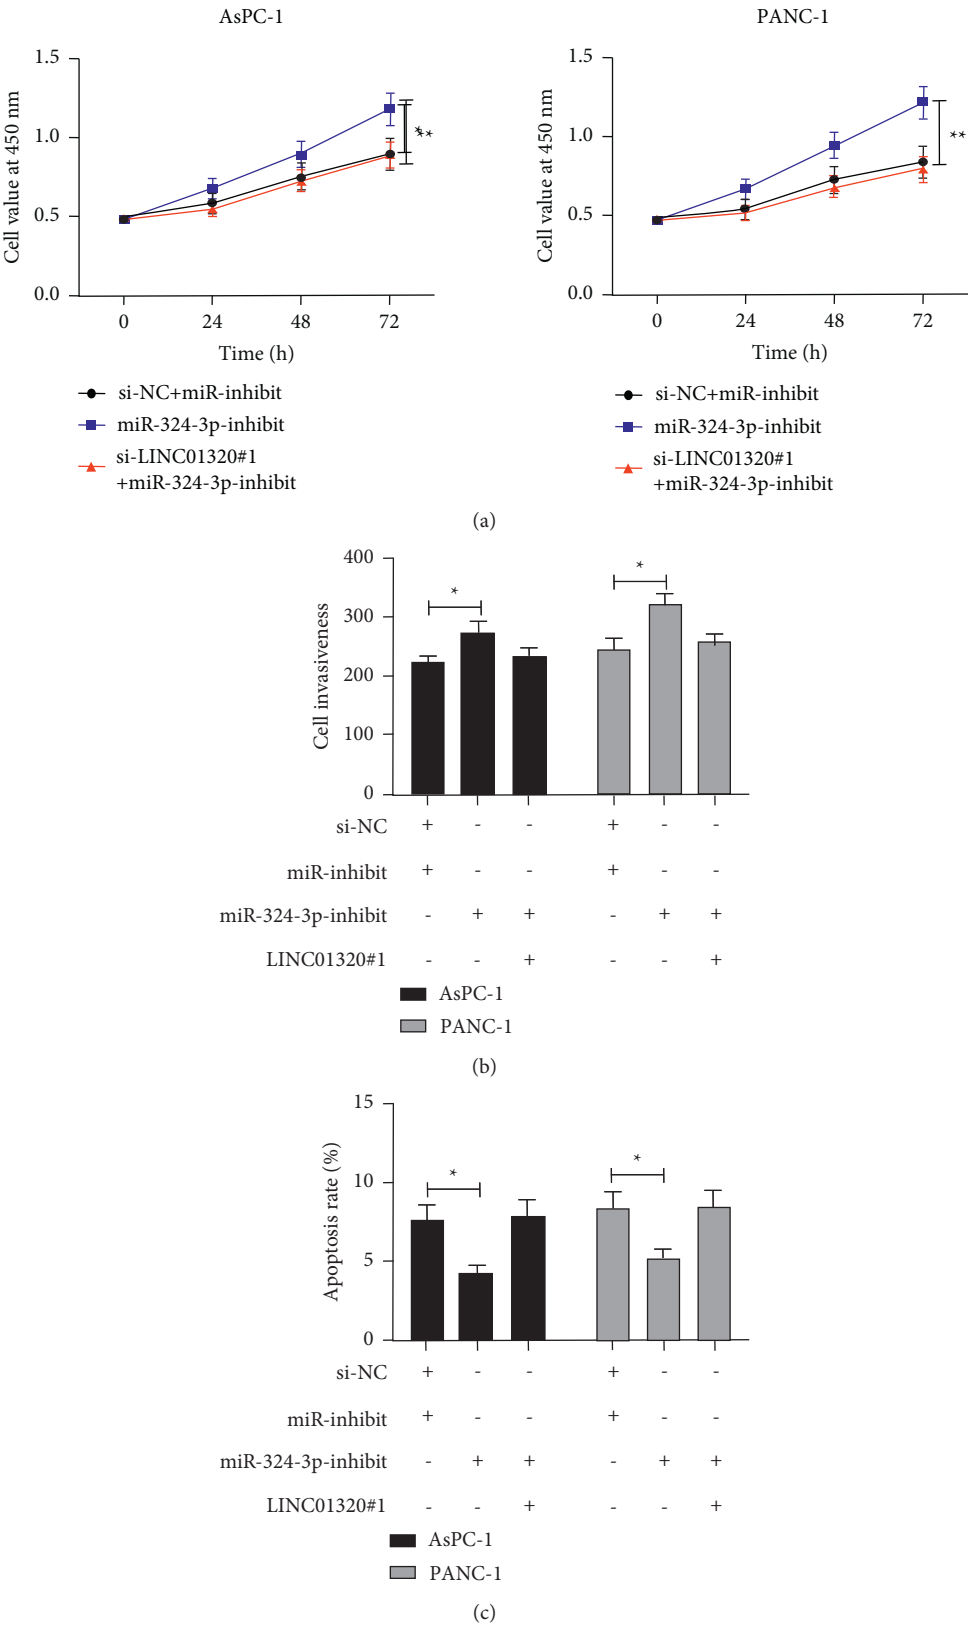 AsPC-1
1.5
1.0
0.5
0.0
Cell value at 450 nm
0 24 48 72
Time (h)
* **
si-NC+miR-inhibit
miR-324-3p-inhibit
si-LINC01320#1
+miR-324-3p-inhibit
PANC-1
1.5
1.0
0.5
0.0
Cell value at 450 nm
0 24 48 72
Time (h)
**
si-NC+miR-inhibit
miR-324-3p-inhibit
si-LINC01320#1
+miR-324-3p-inhibit
(a)
400
300
200
100
0
Cell invasiveness
* *
si-NC + - - + - -
miR-inhibit + - - + - -
miR-324-3p-inhibit - + + - + +
LINC01320#1 - - + - - +
AsPC-1
PANC-1
(b)
15
10
5
0
Apoptosis rate (%)
* *
si-NC + - - + - -
miR-inhibit + - - + - -
miR-324-3p-inhibit - + + - + +
LINC01320#1 - - + - - +
AsPC-1
PANC-1
(c)